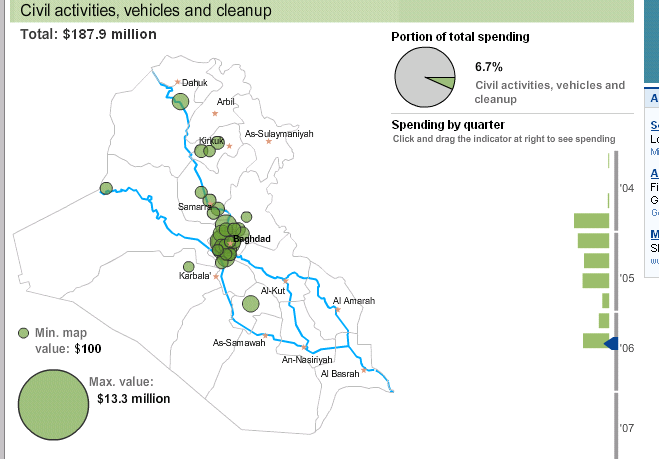 Civil activities, vehicles and cleanup
Total: $187.9 million
Portion of total spending
6.7%
Civil activities, vehicles and
cleanup
Spending by quarter
Click and drag the indicator at right to see spending
'04
'05
'06
'07
Dahuk
Arbil
Kirkuk
As-Sulaymaniyah
Samarra
Baghdad
Karbala'
Al-Kut
Al Amarah
As-Samawah
An-Nasiriyah
Al Basrah
Min. map
value: $100
Max. value:
$13.3 million
A
Lo
A
Fi
G
M